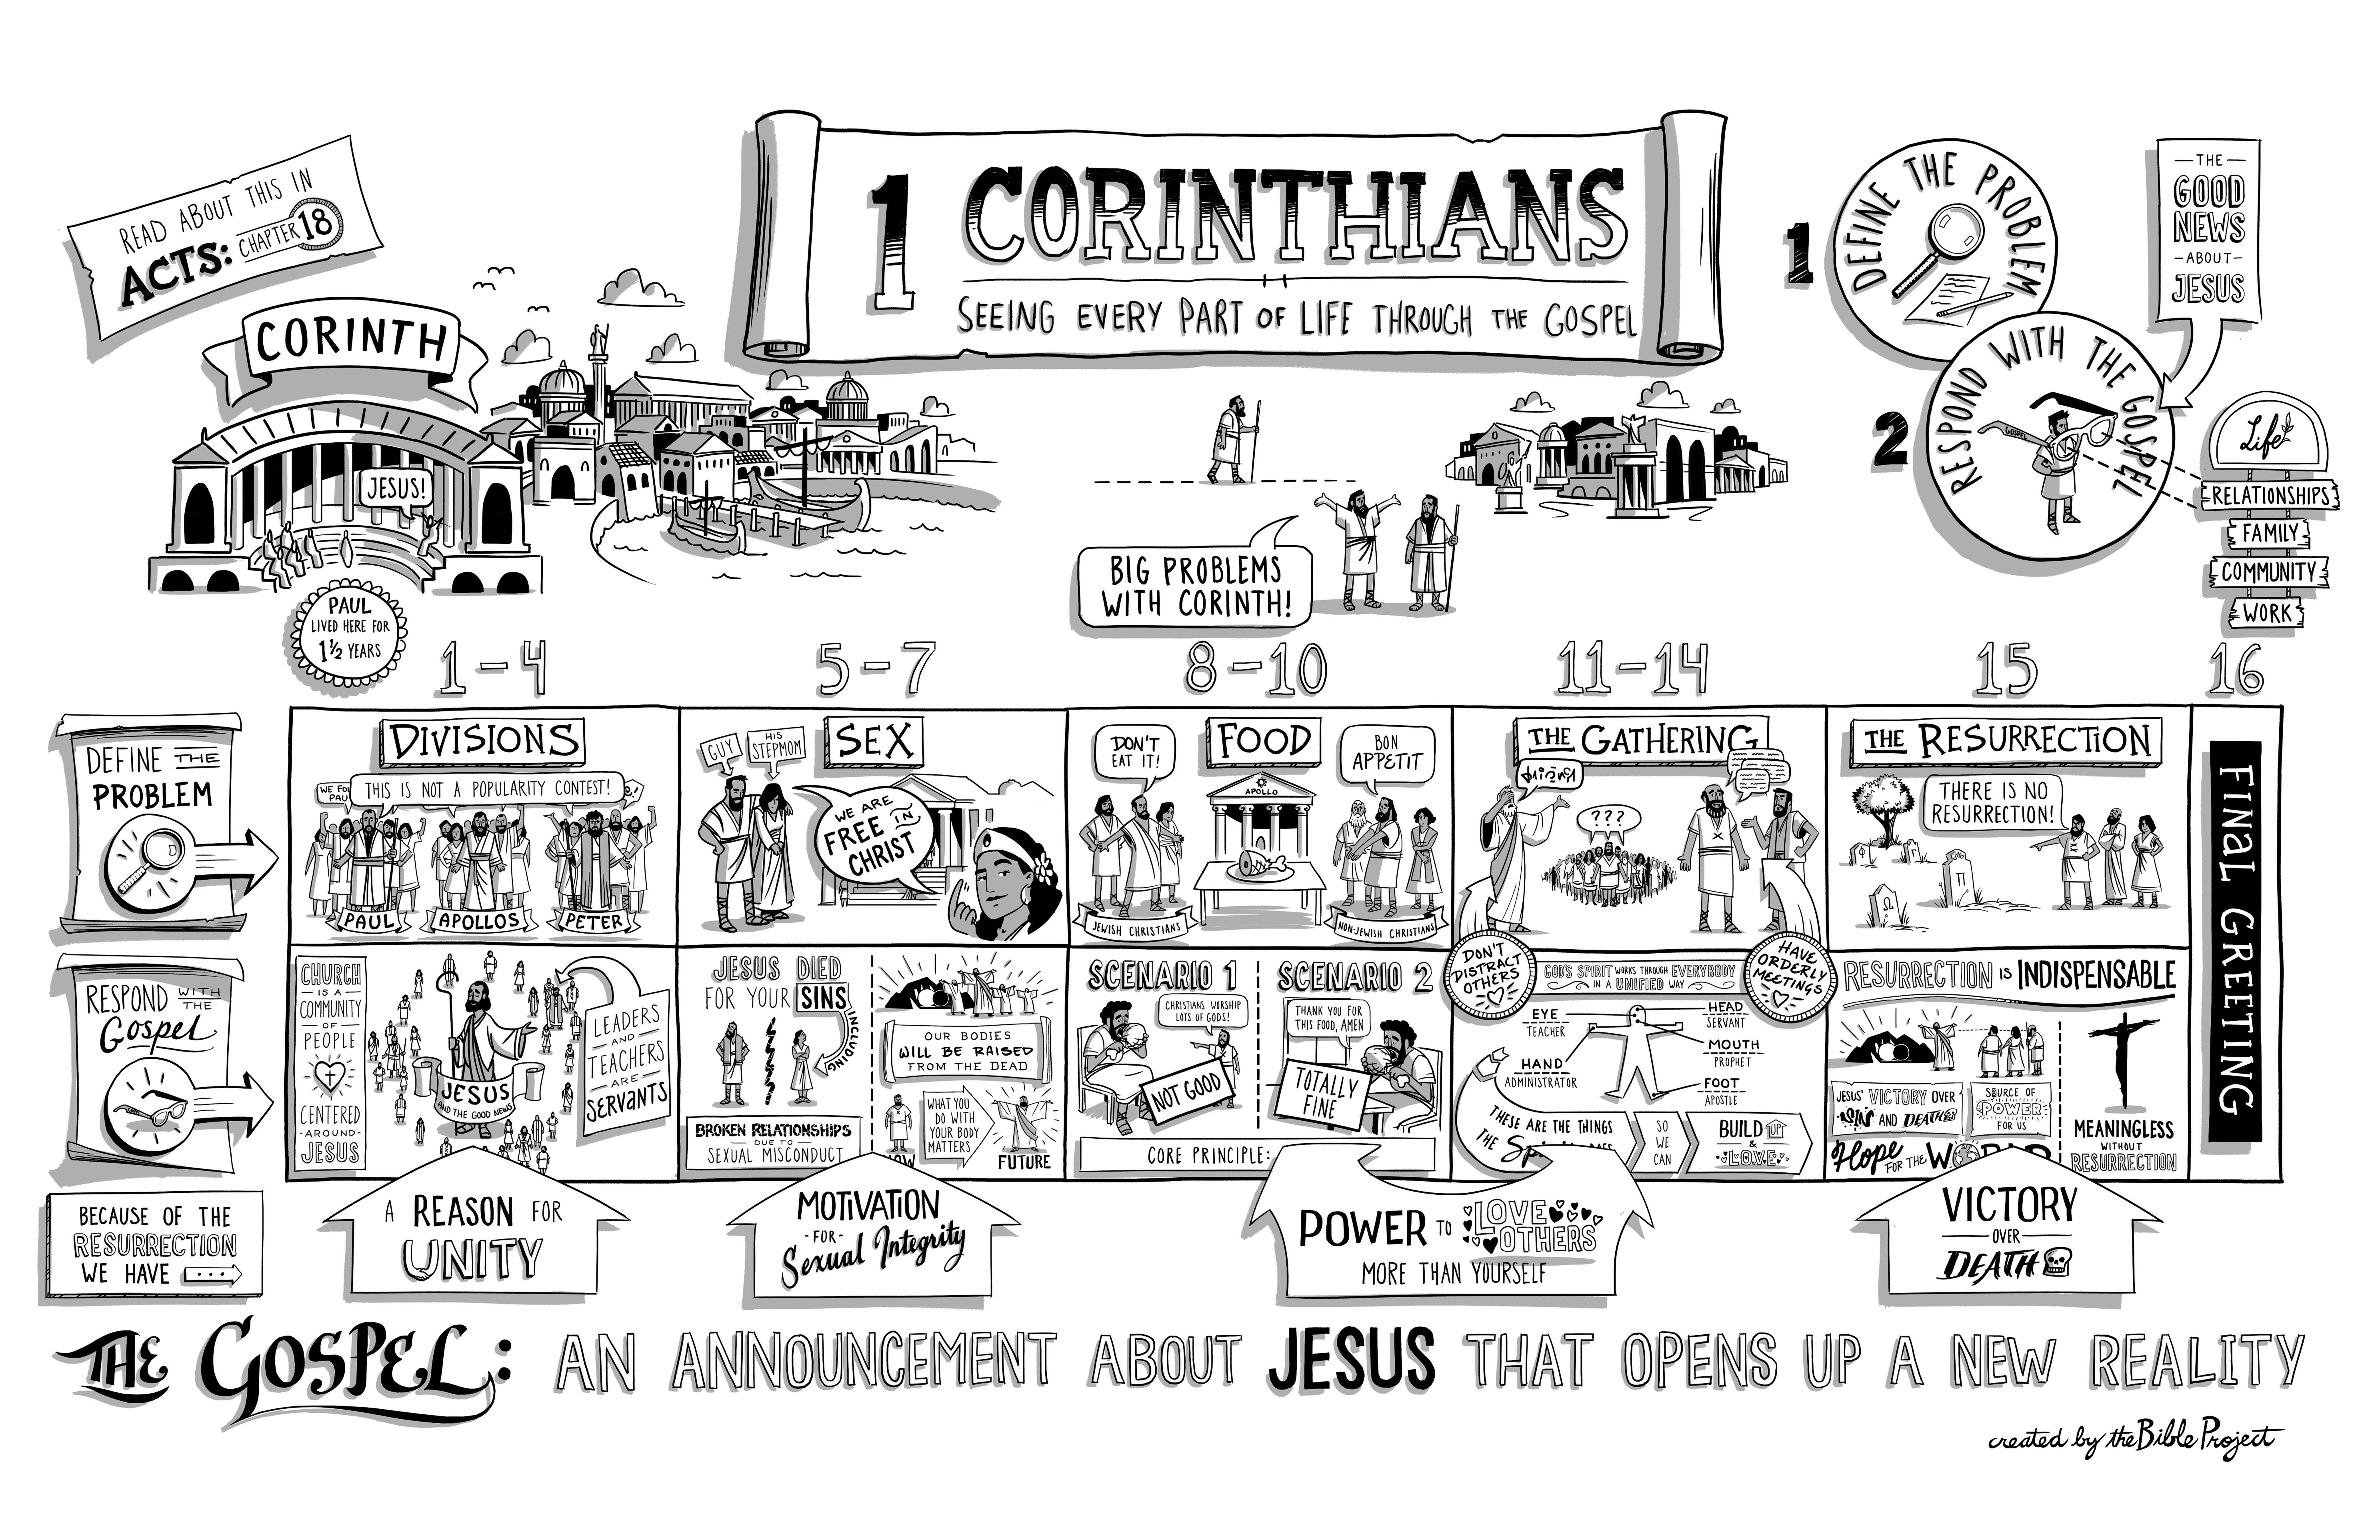 READ ABOUT THIS IN
ACTS: CHAPTER 18
CORINTH
JESUS!
PAUL
LIVED HERE FOR
1½ YEARS
1 CORINTHIANS
SEEING EVERY PART OF LIFE THROUGH THE GOSPEL
BIG PROBLEMS
WITH CORINTH!
1
DEFINE THE PROBLEM
2
RESPOND WITH THE GOSPEL
GOSPEL
THE
GOOD
NEWS
-ABOUT-
JESUS
Life
RELATIONSHIPS
FAMILY
COMMUNITY
WORK
1-4
5-7
8-10
11-14
15
16
DEFINE THE
PROBLEM
DIVISIONS
THIS IS NOT A POPULARITY CONTEST!
PAUL
APOLLOS
PETER
GUY
HIS
STEPMOM
SEX
WE ARE
FREE IN
CHRIST
DON'T
EAT IT!
FOOD
BON
APPETIT
APOLLO
JEWISH CHRISTIANS
NON-JEWISH CHRISTIANS
THE GATHERING
???
THE RESURRECTION
THERE IS NO
RESURRECTION!
Ω
Π
FINAL GREETING
RESPOND WITH
THE
Gospel
CHURCH
IS A
COMMUNITY
OF
PEOPLE
CENTERED
-AROUND-
JESUS
JESUS
AND THE GOOD NEWS
LEADERS
AND
TEACHERS
ARE
SERVANTS
JESUS DIED
FOR YOUR SINS
INCLUDING
BROKEN RELATIONSHIPS
DUE TO
SEXUAL MISCONDUCT
OUR BODIES
WILL BE RAISED
FROM THE DEAD
WHAT YOU
DO WITH
YOUR BODY
MATTERS
FUTURE
SCENARIO 1
CHRISTIANS WORSHIP
LOTS OF GODS!
NOT GOOD
SCENARIO 2
THANK YOU FOR
THIS FOOD, AMEN
TOTALLY
FINE
CORE PRINCIPLE:
DON'T
DISTRACT
OTHERS
GOD'S SPIRIT WORKS THROUGH EVERYBODY
IN A UNIFIED WAY
HAVE
ORDERLY
MEETINGS
EYE
TEACHER
HEAD
SERVANT
HAND
ADMINISTRATOR
MOUTH
PROPHET
FOOT
APOSTLE
THESE ARE THE THINGS
THE
SO
WE
CAN
BUILD UP
&
LOVE
RESURRECTION IS INDISPENSABLE
JESUS' VICTORY OVER
SIN AND DEATH
SOURCE OF
POWER
FOR US
Hope FOR THE WORLD
MEANINGLESS
WITHOUT
RESURRECTION
BECAUSE OF THE
RESURRECTION
WE HAVE
A REASON FOR
UNITY
MOTIVATION
-FOR-
Sexual Integrity
POWER TO LOVE
OTHERS
MORE THAN YOURSELF
VICTORY
OVER
DEATH
THE GOSPEL: AN ANNOUNCEMENT ABOUT JESUS THAT OPENS UP A NEW REALITY
created by the Bible Project